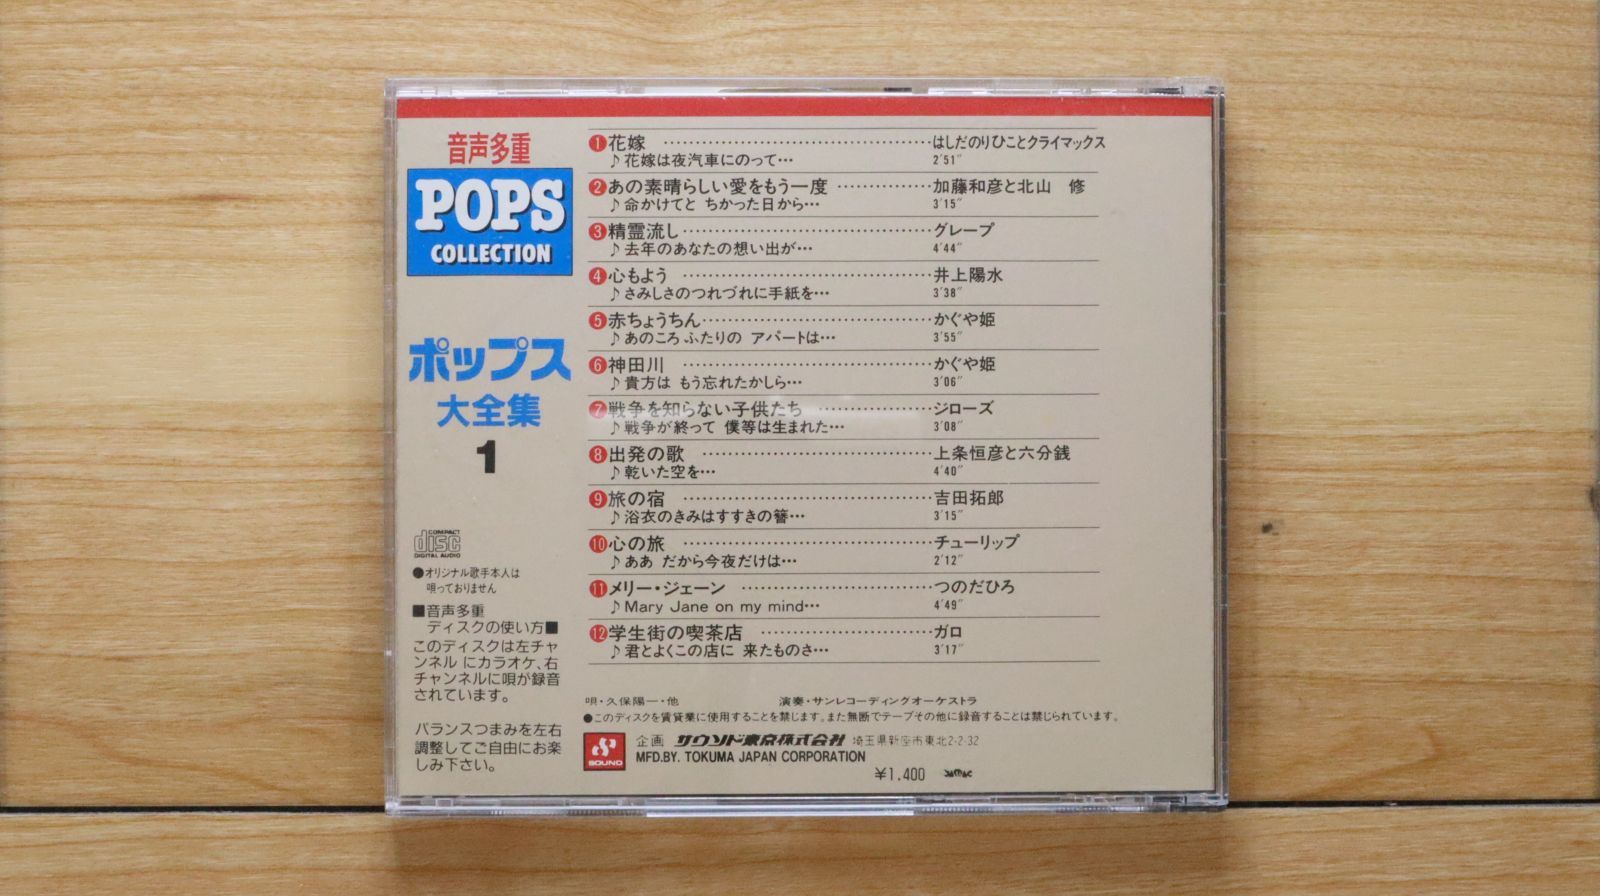 音声多重
POPS
COLLECTION
ポップス
大全集
1
COMPACT
disc
DIGITAL AUDIO
●オリジナル歌手本人は
唄っておりません
■音声多重
ディスクの使い方■
このディスクは左チャ
ンネル にカラオケ、右
チャンネルに唄が録音
されています。
バランスつまみを左右
調整してご自由にお楽
しみ下さい。
1 花嫁 ……………………………… はしだのりひことクライマックス
♪花嫁は夜汽車にのって… 2′51″
2 あの素晴らしい愛をもう一度 ………… 加藤和彦と北山 修
♪命かけてと ちかった日から… 3′15″
3 精霊流し ……………………………… グレープ
♪去年のあなたの想い出が… 4′44″
4 心もよう ……………………………… 井上陽水
♪さみしさのつれづれに手紙を… 3′38″
5 赤ちょうちん…………………………… かぐや姫
♪あのころ ふたりの アパートは… 3′55″
6 神田川 ……………………………… かぐや姫
♪貴方は もう忘れたかしら… 3′06″
7 戦争を知らない子供たち …………… ジローズ
♪戦争が終って 僕等は生まれた… 3′08″
8 出発の歌 …………………………… 上条恒彦と六分銭
♪乾いた空を… 4′40″
9 旅の宿 ……………………………… 吉田拓郎
♪浴衣のきみはすすきの簪… 3′15″
10 心の旅 ……………………………… チューリップ
♪ああ だから今夜だけは… 2′12″
11 メリー・ジェーン ……………………… つのだひろ
♪Mary Jane on my mind… 4′49″
12 学生街の喫茶店 …………………… ガロ
♪君とよくこの店に 来たものさ… 3′17″
唄・久保陽一・他 演奏・サンレコーディングオーケストラ
●このディスクを賃貸業に使用することを禁じます。また無断でテープその他に録音することは禁じられています。
SOUND 企画 サウンド東京株式会社 埼玉県新座市東北2-2-32
MFD.BY. TOKUMA JAPAN CORPORATION
¥1,400